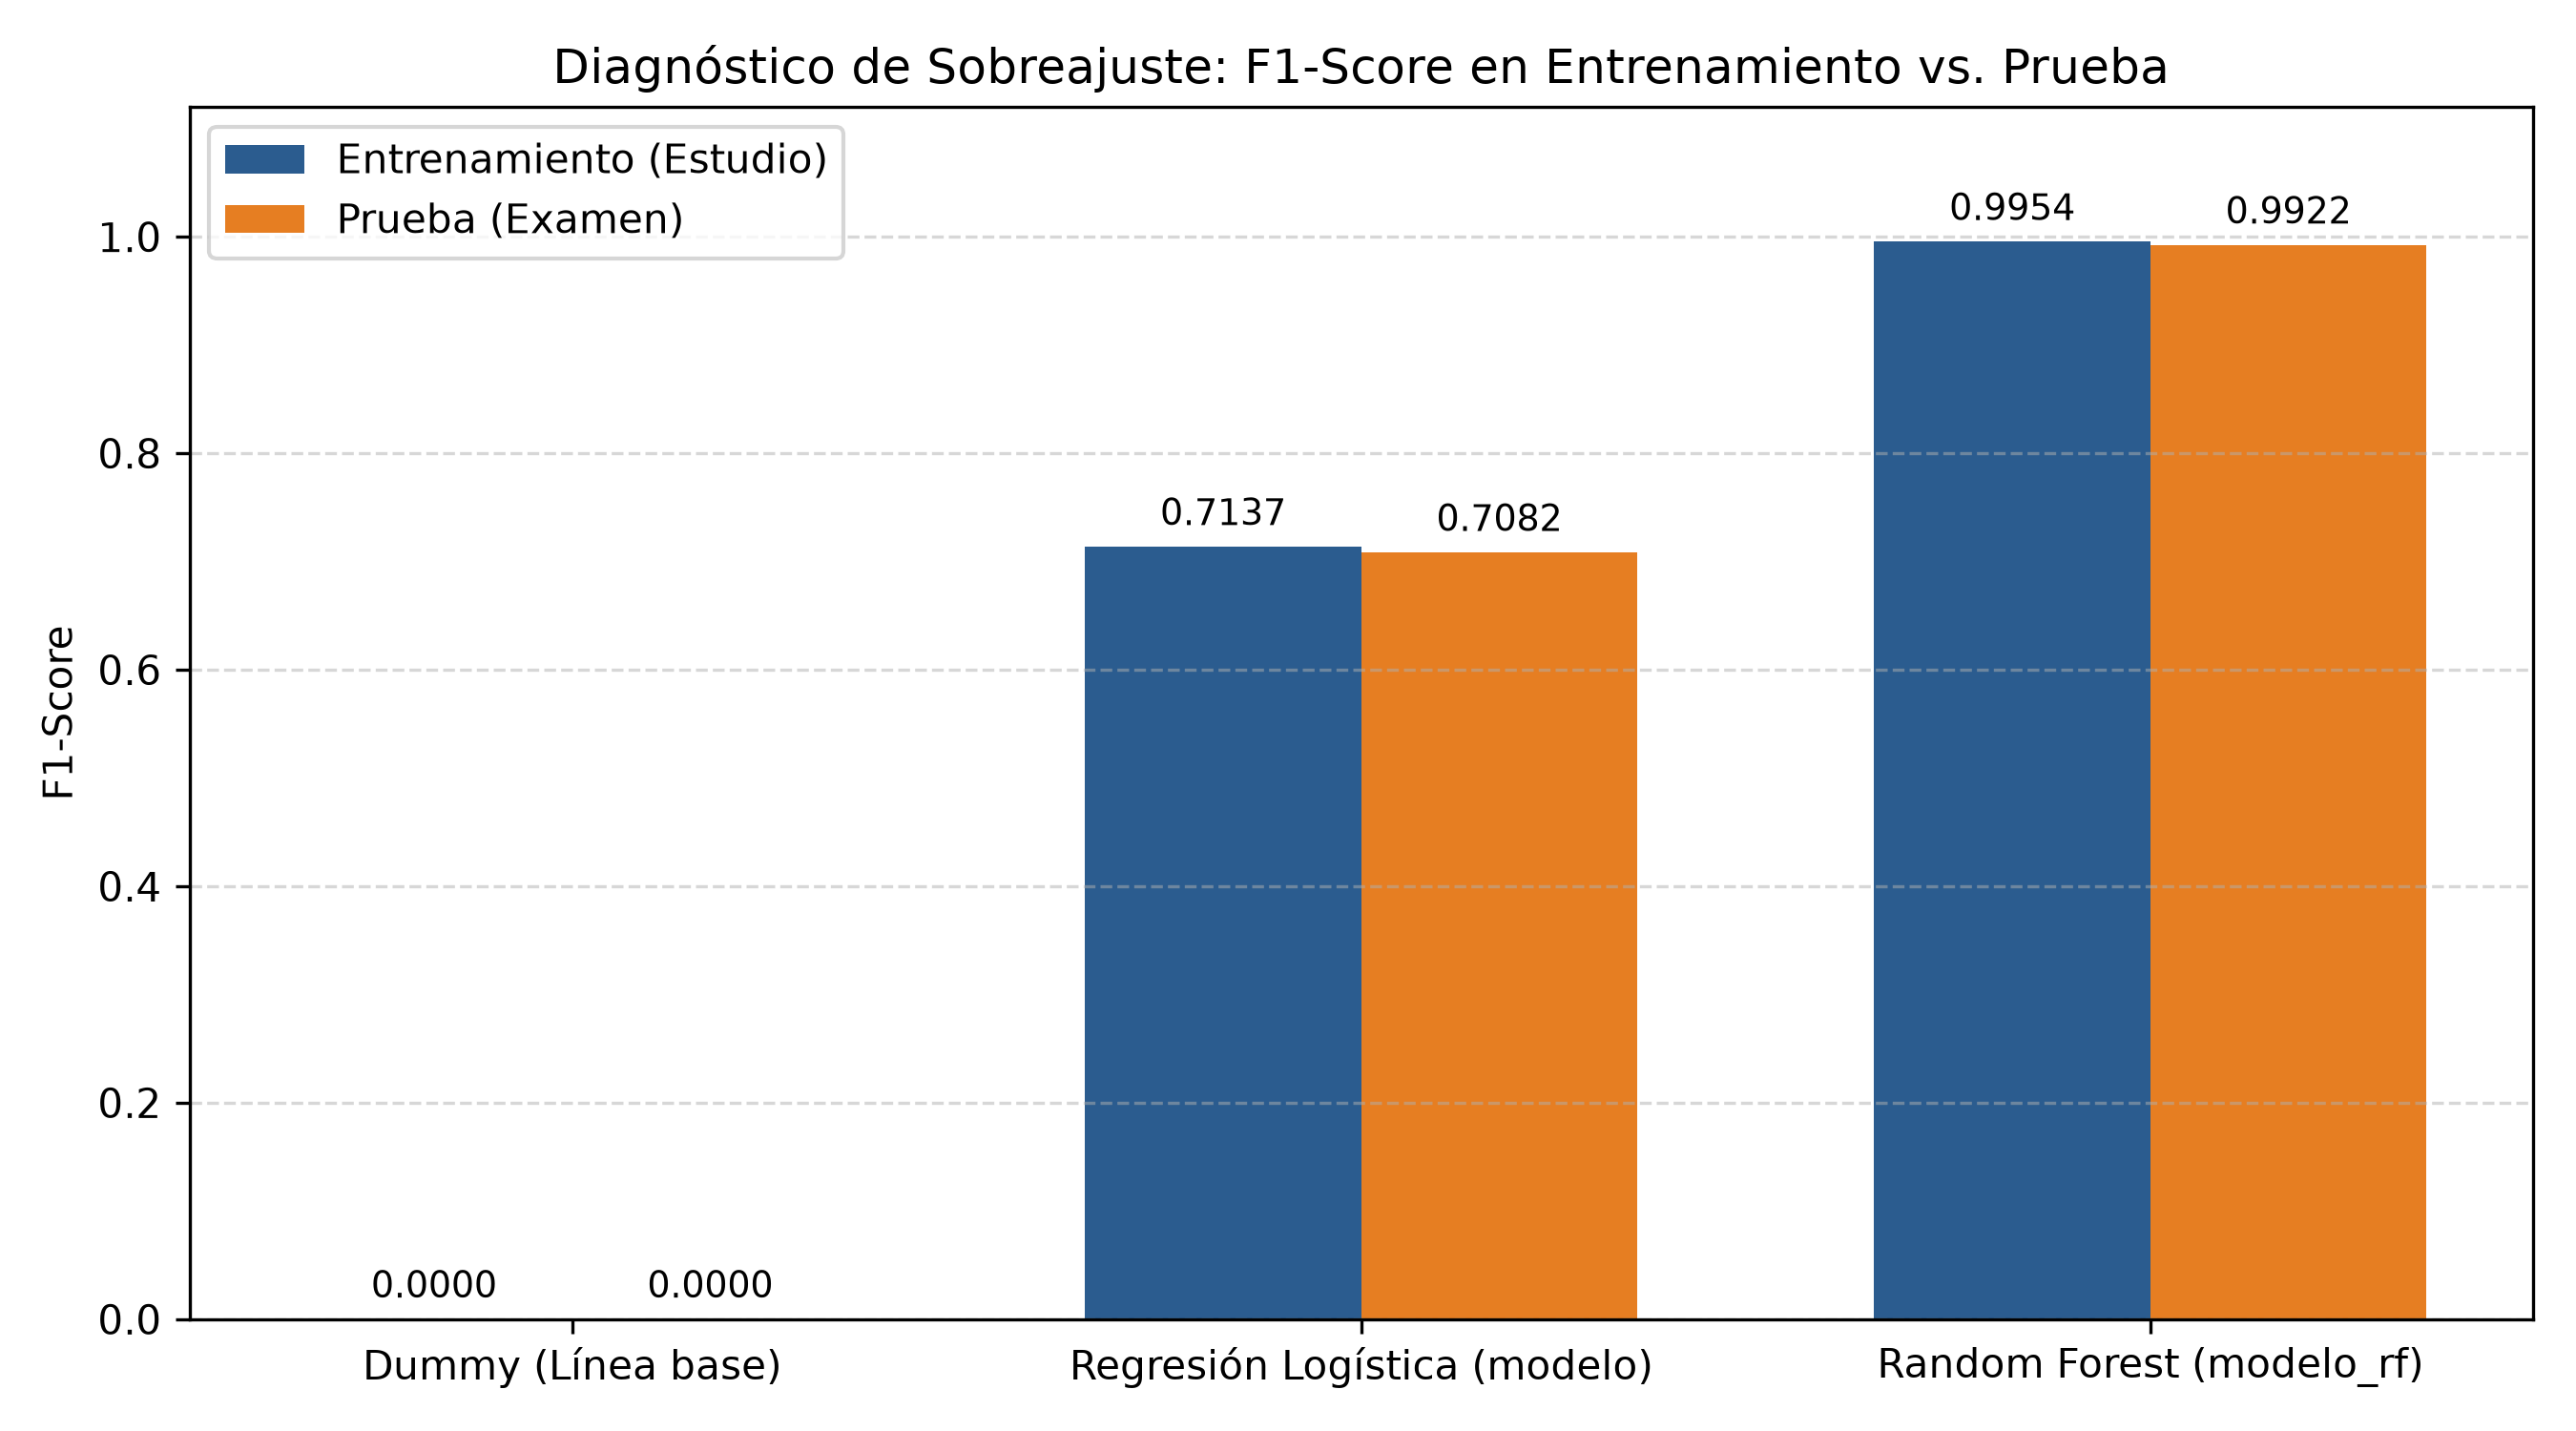 Diagnóstico de Sobreajuste: F1-Score en Entrenamiento vs. Prueba
Entrenamiento (Estudio)
Prueba (Examen)
F1-Score
1.0
0.8
0.6
0.4
0.2
0.0
0.0000
0.0000
0.7137
0.7082
0.9954
0.9922
Dummy (Línea base)
Regresión Logística (modelo)
Random Forest (modelo_rf)